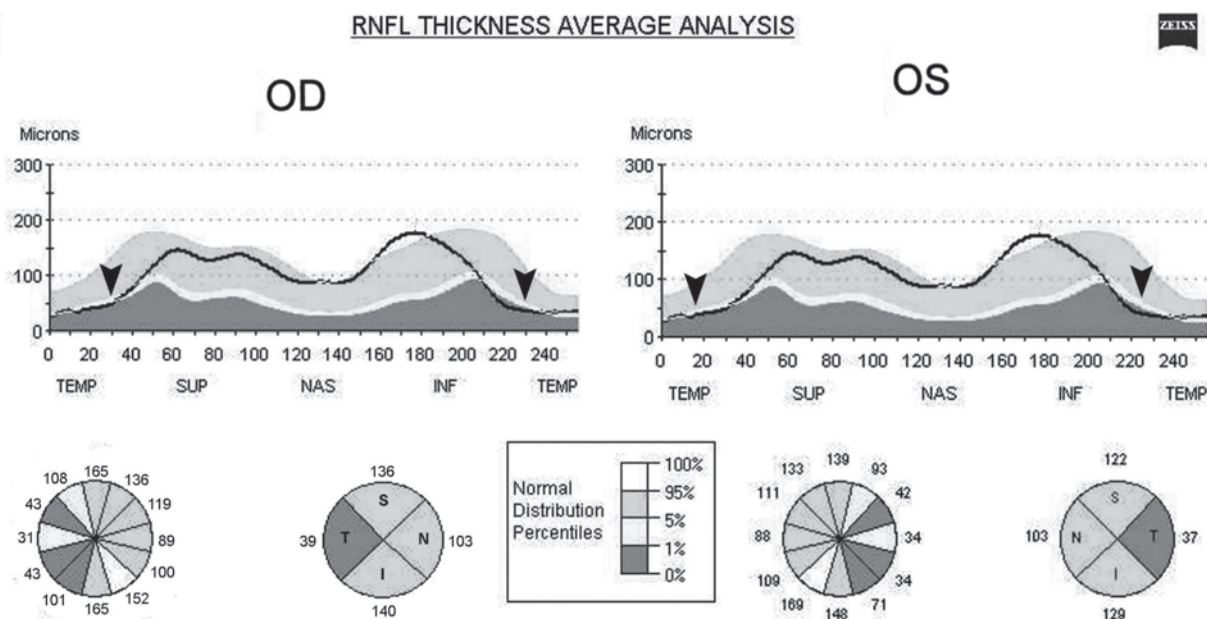 RNFL THICKNESS AVERAGE ANALYSIS
ZEISS
OD
OS
Microns
300
200
100
0
0 20 40 60 80 100 120 140 160 180 200 220 240
TEMP SUP NAS INF TEMP
Microns
300
200
100
0
0 20 40 60 80 100 120 140 160 180 200 220 240
TEMP SUP NAS INF TEMP
108 165 136
43 119
31 89
43 100
101 165 152
136
S
39 T N 103
I
140
Normal
Distribution
Percentiles
100%
95%
5%
1%
0%
133 139 93
111 42
88 34
109 34
169 148 71
122
S
103 N T 37
I
129